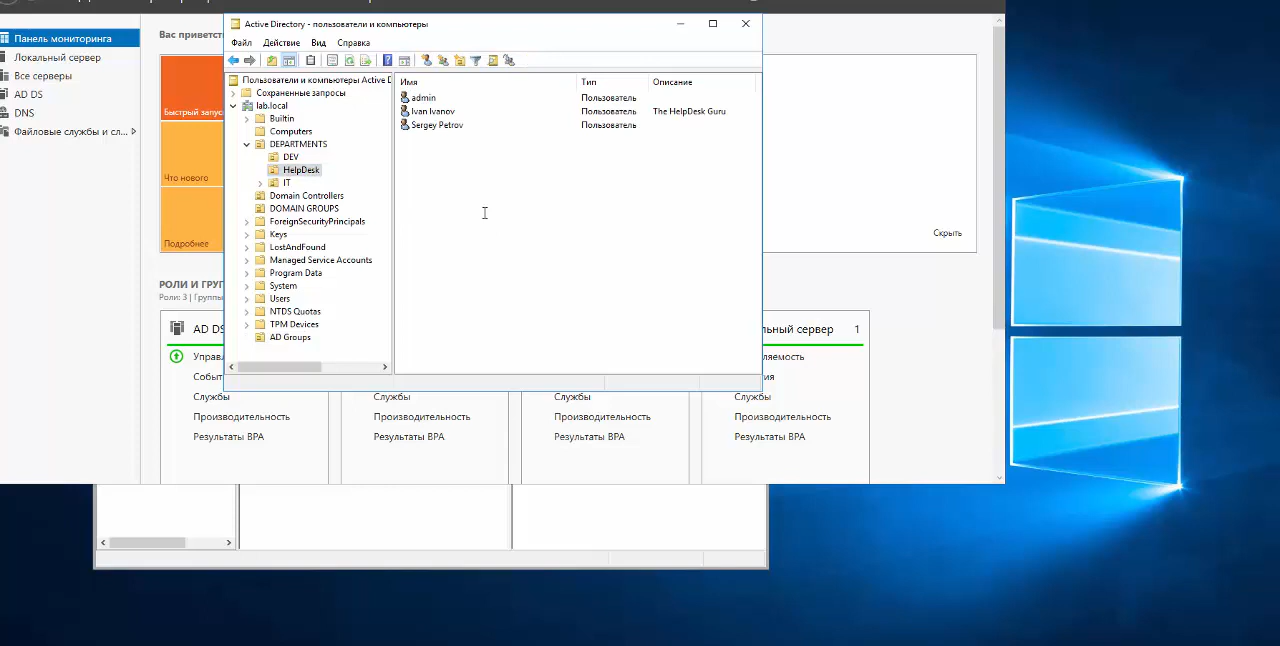 Active Directory - пользователи и компьютеры
Файл Действие Вид Справка
Панель мониторинга
Локальный сервер
Все серверы
AD DS
DNS
Файловые службы и сл...
Вас приветст
Быстрый запус
Что нового
Подробнее
Скрыть
Пользователи и компьютеры Active D
Сохраненные запросы
lab.local
Builtin
Computers
DEPARTMENTS
DEV
HelpDesk
IT
Domain Controllers
DOMAIN GROUPS
ForeignSecurityPrincipals
Keys
LostAndFound
Managed Service Accounts
Program Data
System
Users
NTDS Quotas
TPM Devices
AD Groups
Имя Тип Описание
admin Пользователь
Ivan Ivanov Пользователь The HelpDesk Guru
Sergey Petrov Пользователь
РОЛИ И ГРУП
Роли: 3 | Группы
AD DS
Управл
Событ
Службы
Производительность
Результаты BPA
Службы
Производительность
Результаты BPA
Службы
Производительность
Результаты BPA
льный сервер 1
ляемость
ия
Службы
Производительность
Результаты BPA